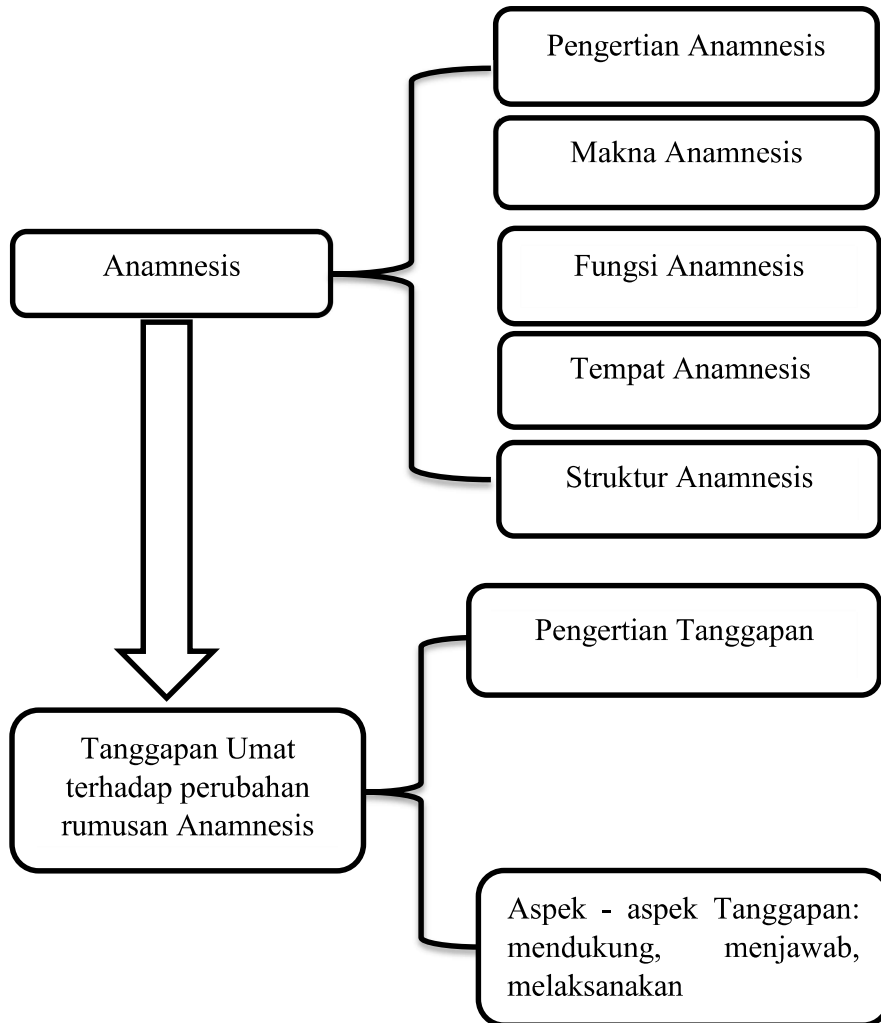 Pengertian Anamnesis
Makna Anamnesis
Anamnesis
Fungsi Anamnesis
Tempat Anamnesis
Struktur Anamnesis
Pengertian Tanggapan
Tanggapan Umat
terhadap perubahan
rumusan Anamnesis
Aspek - aspek Tanggapan:
mendukung, menjawab,
melaksanakan